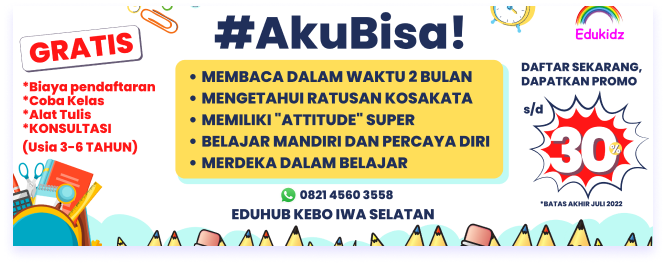 GRATIS
*Biaya pendaftaran
*Coba Kelas
*Alat Tulis
*KONSULTASI
(Usia 3-6 TAHUN)
#AkuBisa!
• MEMBACA DALAM WAKTU 2 BULAN
• MENGETAHUI RATUSAN KOSAKATA
• MEMILIKI "ATTITUDE" SUPER
• BELAJAR MANDIRI DAN PERCAYA DIRI
• MERDEKA DALAM BELAJAR
0821 4560 3558
EDUHUB KEBO IWA SELATAN
Edukidz
DAFTAR SEKARANG,
DAPATKAN PROMO
s/d
30%
*BATAS AKHIR JULI 2022